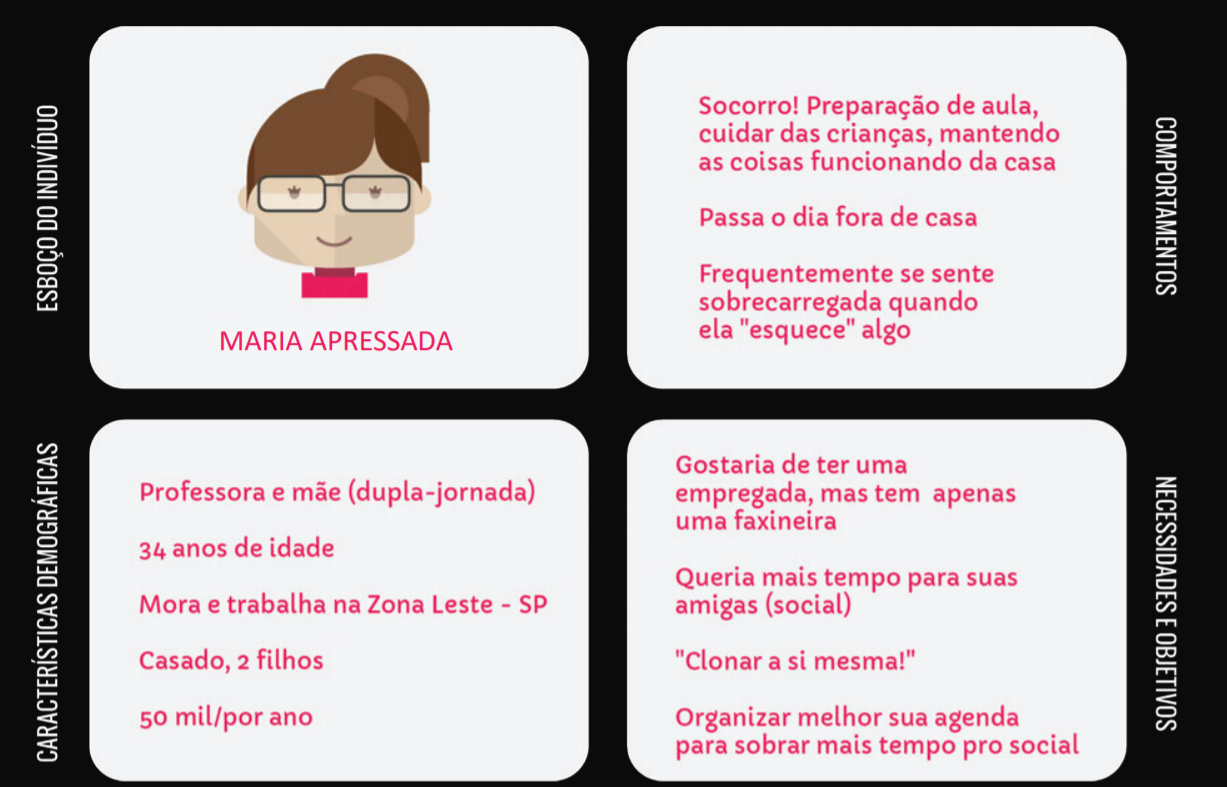 ESBOÇO DO INDIVÍDUO
MARIA APRESSADA
COMPORTAMENTOS
Socorro! Preparação de aula,
cuidar das crianças, mantendo
as coisas funcionando da casa
Passa o dia fora de casa
Frequentemente se sente
sobrecarregada quando
ela "esquece" algo
CARACTERÍSTICAS DEMOGRÁFICAS
Professora e mãe (dupla-jornada)
34 anos de idade
Mora e trabalha na Zona Leste - SP
Casado, 2 filhos
50 mil/por ano
NECESSIDADES E OBJETIVOS
Gostaria de ter uma
empregada, mas tem apenas
uma faxineira
Queria mais tempo para suas
amigas (social)
"Clonar a si mesma!"
Organizar melhor sua agenda
para sobrar mais tempo pro social